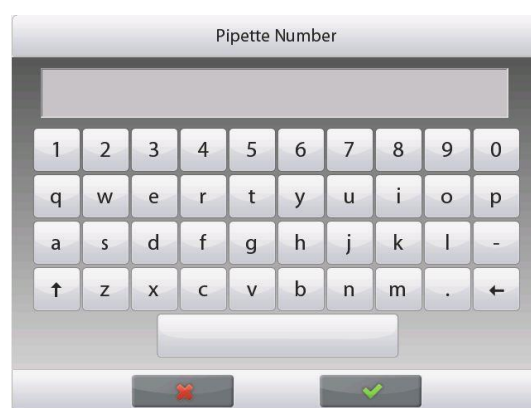 Pipette Number
1 2 3 4 5 6 7 8 9 0
q w e r t y u i o p
a s d f g h j k l -
↑ z x c v b n m . ←